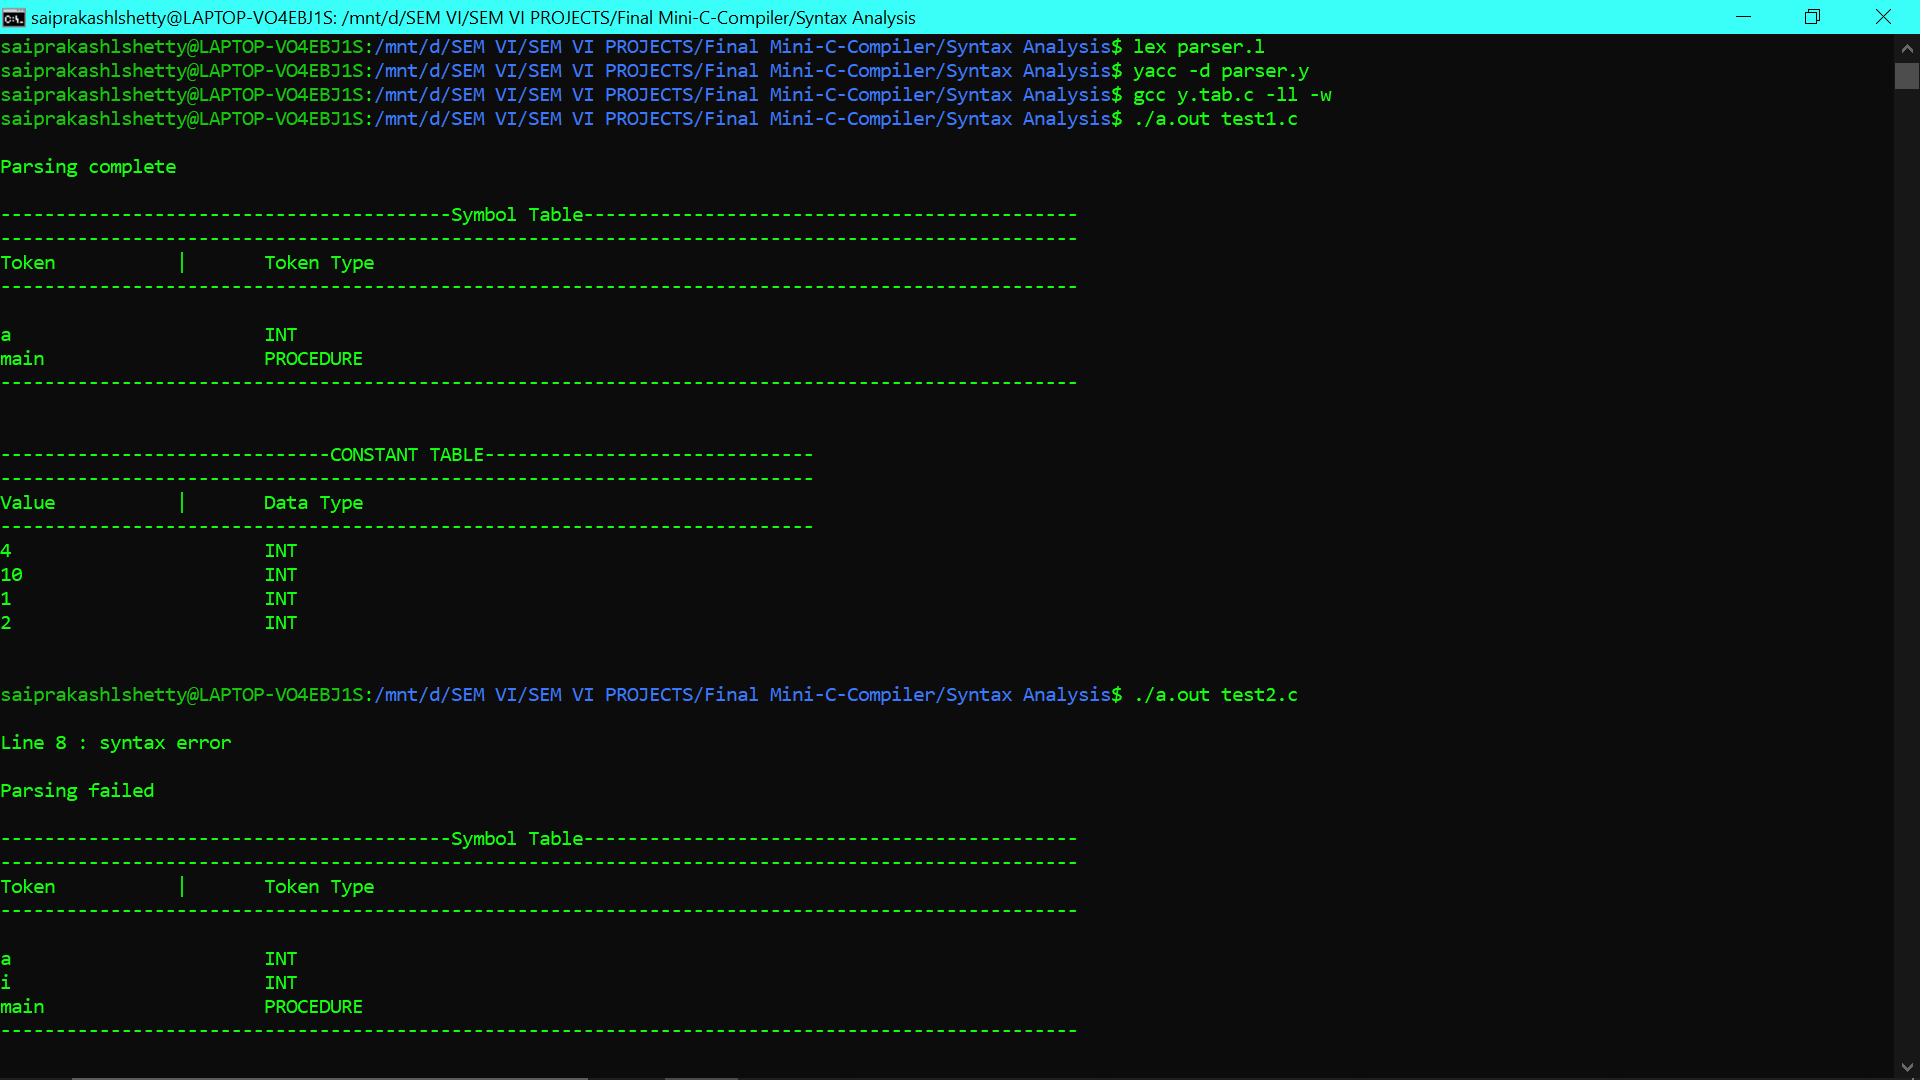 saiprakashlshetty@LAPTOP-VO4EBJ1S: /mnt/d/SEM VI/SEM VI PROJECTS/Final Mini-C-Compiler/Syntax Analysis
saiprakashlshetty@LAPTOP-VO4EBJ1S:/mnt/d/SEM VI/SEM VI PROJECTS/Final Mini-C-Compiler/Syntax Analysis$ lex parser.l
saiprakashlshetty@LAPTOP-VO4EBJ1S:/mnt/d/SEM VI/SEM VI PROJECTS/Final Mini-C-Compiler/Syntax Analysis$ yacc -d parser.y
saiprakashlshetty@LAPTOP-VO4EBJ1S:/mnt/d/SEM VI/SEM VI PROJECTS/Final Mini-C-Compiler/Syntax Analysis$ gcc y.tab.c -ll -w
saiprakashlshetty@LAPTOP-VO4EBJ1S:/mnt/d/SEM VI/SEM VI PROJECTS/Final Mini-C-Compiler/Syntax Analysis$ ./a.out test1.c
Parsing complete
-----------------------------------------Symbol Table---------------------------------------------
--------------------------------------------------------------------------------------------------
Token | Token Type
--------------------------------------------------------------------------------------------------
a INT
main PROCEDURE
--------------------------------------------------------------------------------------------------
------------------------------CONSTANT TABLE------------------------------
--------------------------------------------------------------------------
Value | Data Type
--------------------------------------------------------------------------
4 INT
10 INT
1 INT
2 INT
saiprakashlshetty@LAPTOP-VO4EBJ1S:/mnt/d/SEM VI/SEM VI PROJECTS/Final Mini-C-Compiler/Syntax Analysis$ ./a.out test2.c
Line 8 : syntax error
Parsing failed
-----------------------------------------Symbol Table---------------------------------------------
--------------------------------------------------------------------------------------------------
Token | Token Type
--------------------------------------------------------------------------------------------------
a INT
i INT
main PROCEDURE
--------------------------------------------------------------------------------------------------